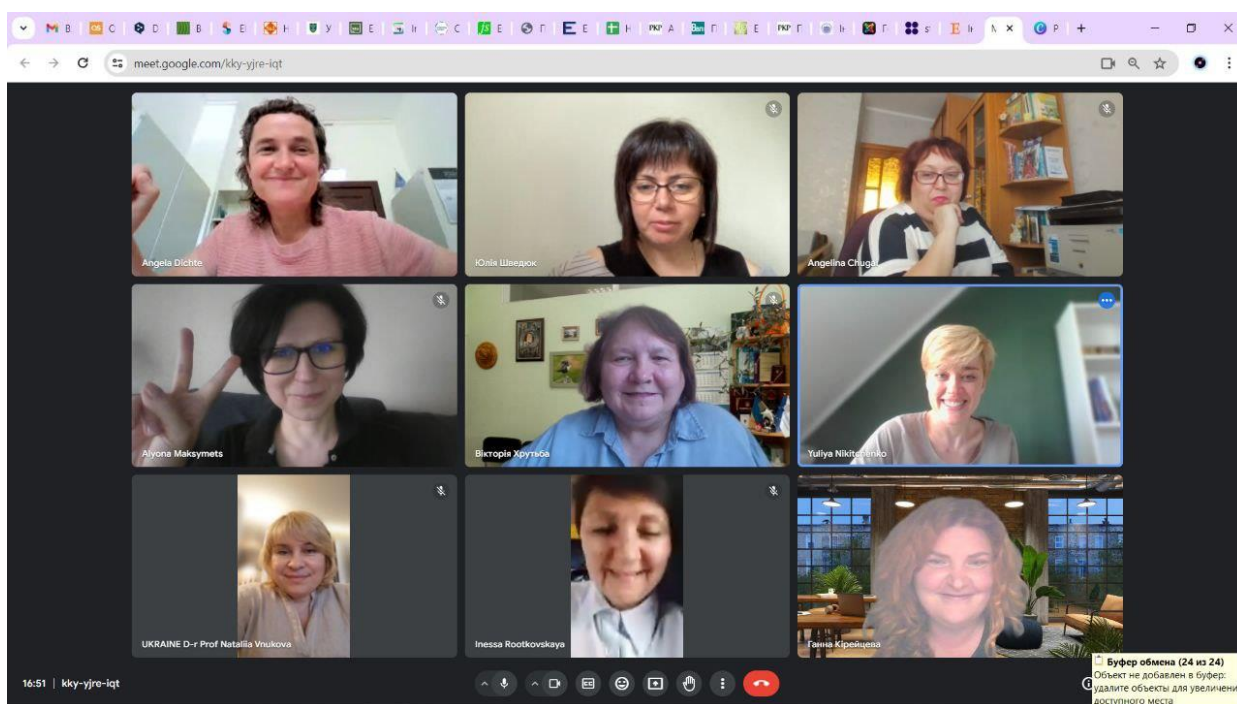 meet.google.com/kky-yjre-iqt
Angela Dichte
Юлія Шведюк
Angelina Chugai
Alyona Maksymets
Вікторія Хрутьба
Yuliya Nikitchenko
UKRAINE D-r Prof Nataliia Vnukova
Inessa Rootkovskaya
Ганна Кірейцева
16:51 | kky-yjre-iqt
Буфер обмена (24 из 24)
Объект не добавлен в буфер:
удалите объекты для увеличени
доступного места